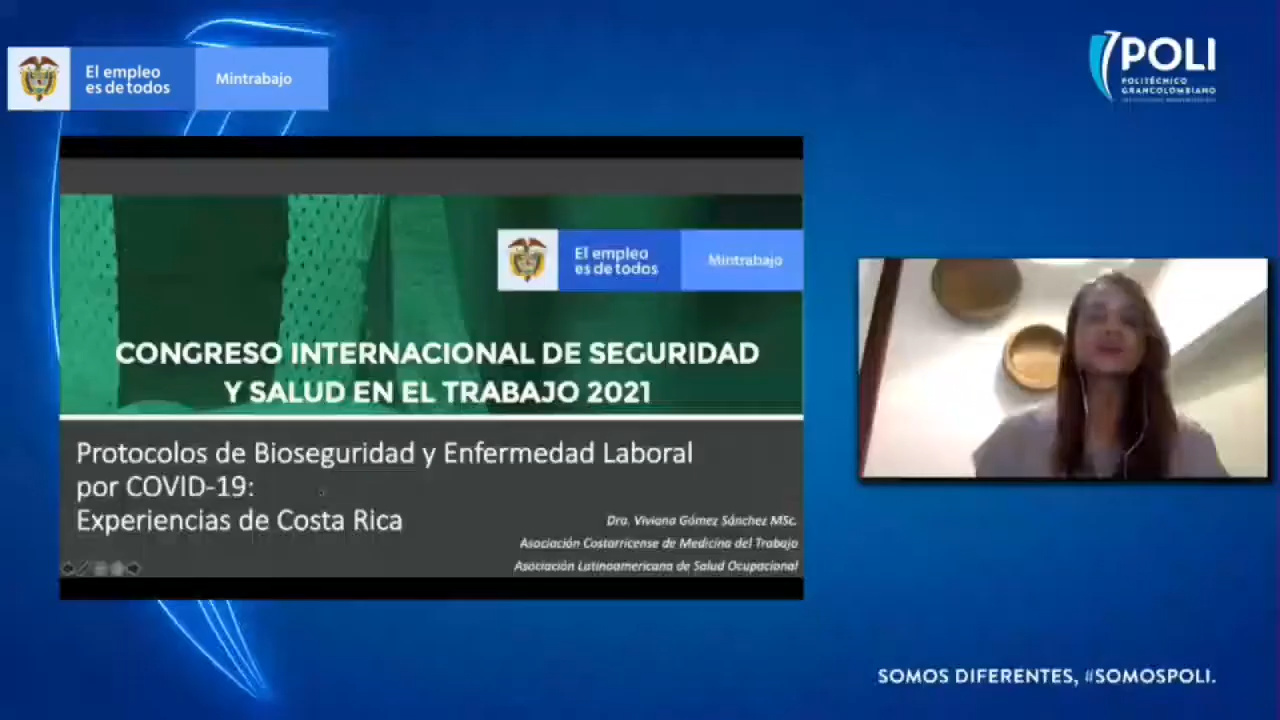 El empleo
es de todos
Mintrabajo
POLI
POLITÉCNICO
GRANCOLOMBIANO
El empleo
es de todos
Mintrabajo
CONGRESO INTERNACIONAL DE SEGURIDAD
Y SALUD EN EL TRABAJO 2021
Protocolos de Bioseguridad y Enfermedad Laboral
por COVID-19:
Experiencias de Costa Rica
Dra. Viviana Gómez Sánchez MSc.
Asociación Costarricense de Medicina del Trabajo
Asociación Latinoamericana de Salud Ocupacional
SOMOS DIFERENTES, #SOMOSPOLI.